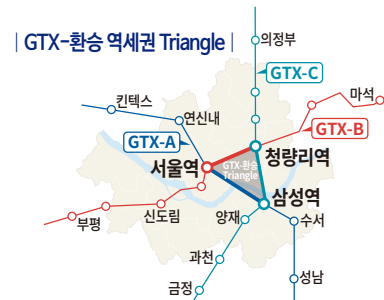 | GTX-환승 역세권 Triangle |
의정부
GTX-C
킨텍스
마석
연신내
GTX-B
GTX-A
청량리역
서울역
GTX-환승
Triangle
삼성역
부평
신도림
양재
수서
과천
성남
금정